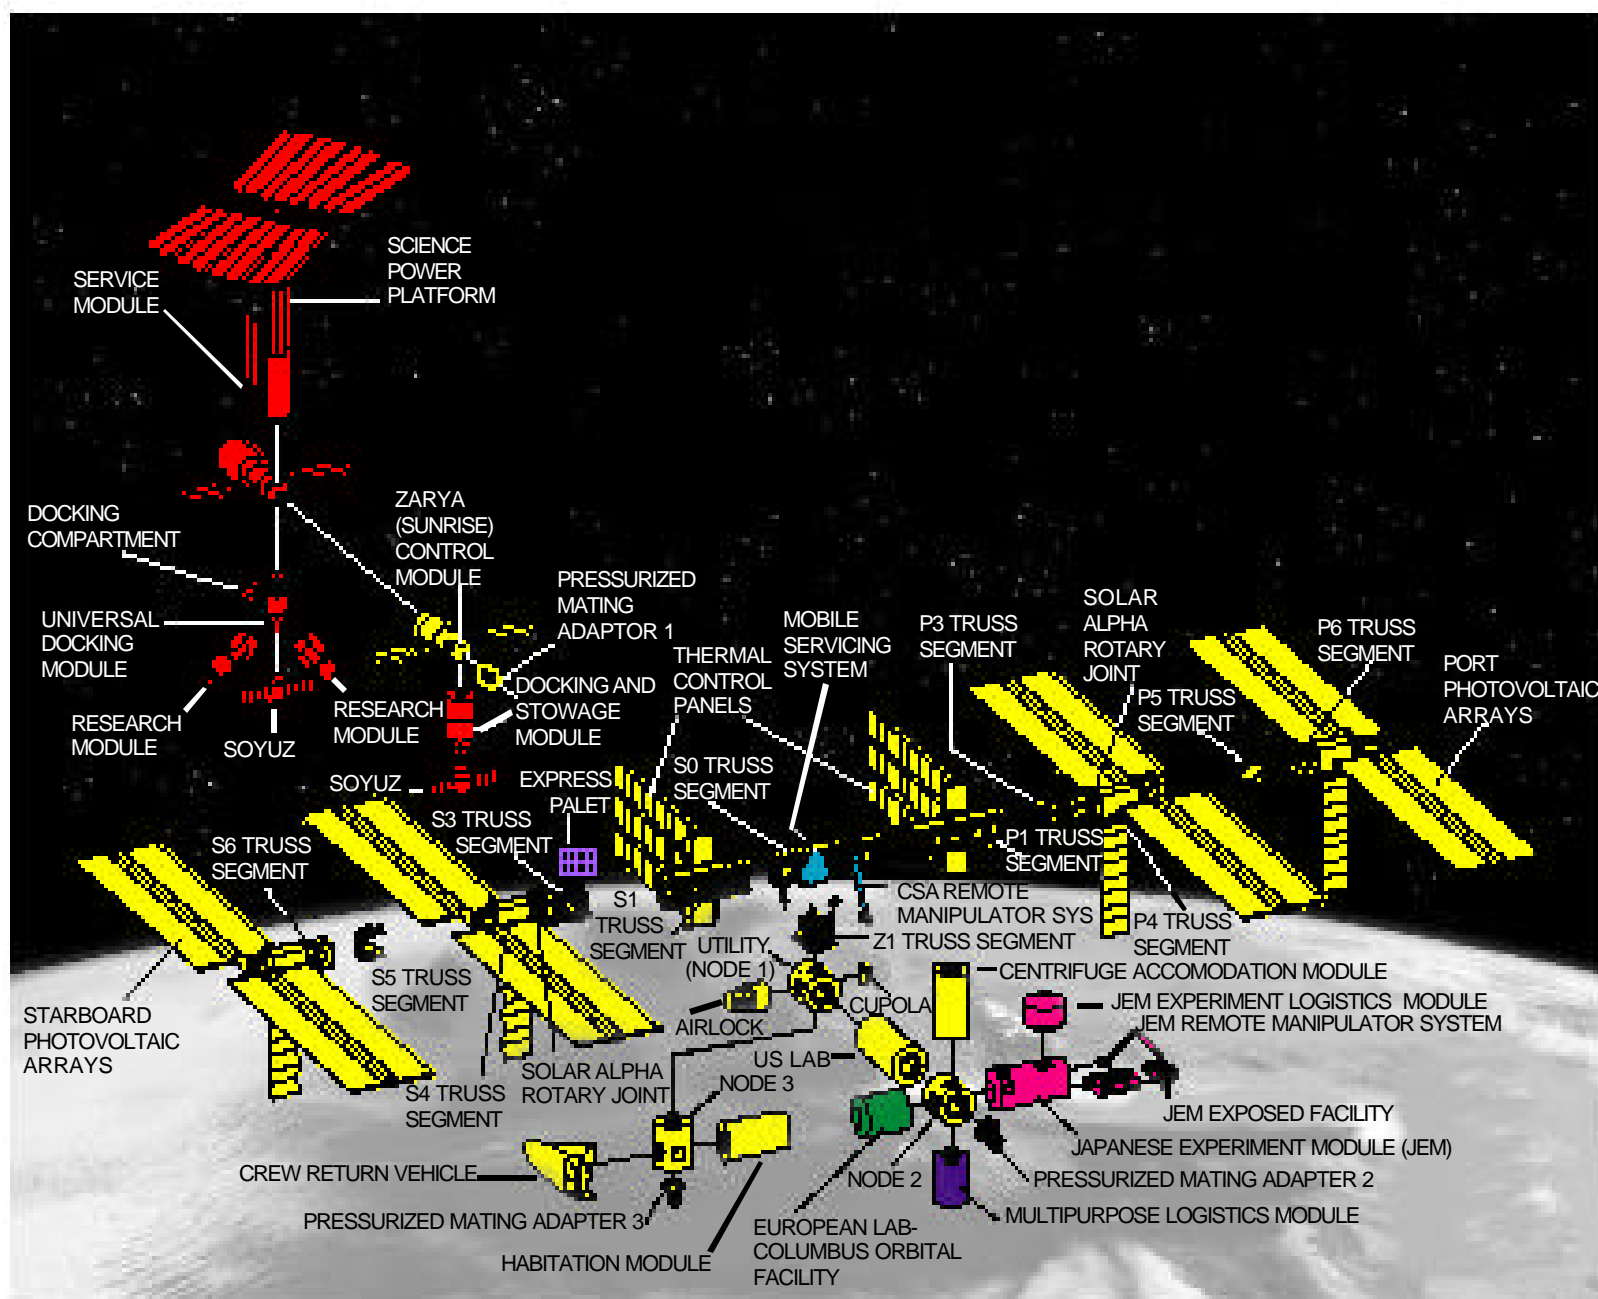 SCIENCE
POWER
PLATFORM
SERVICE
MODULE
ZARYA
(SUNRISE)
CONTROL
MODULE
DOCKING
COMPARTMENT
PRESSURIZED
MATING
ADAPTOR 1
UNIVERSAL
DOCKING
MODULE
MOBILE
SERVICING
SYSTEM
P3 TRUSS
SEGMENT
SOLAR
ALPHA
ROTARY
JOINT
P6 TRUSS
SEGMENT
PORT
PHOTOVOLTAIC
ARRAYS
THERMAL
CONTROL
PANELS
P5 TRUSS
SEGMENT
DOCKING AND
STOWAGE
MODULE
RESEARCH
MODULE
SOYUZ
RESEARCH
MODULE
SOYUZ
EXPRESS
PALET
S0 TRUSS
SEGMENT
S3 TRUSS
SEGMENT
S6 TRUSS
SEGMENT
P1 TRUSS
SEGMENT
S1
TRUSS
SEGMENT
CSA REMOTE
MANIPULATOR SYS
Z1 TRUSS SEGMENT
P4 TRUSS
SEGMENT
UTILITY
(NODE 1)
CENTRIFUGE ACCOMODATION MODULE
S5 TRUSS
SEGMENT
CUPOLA
JEM EXPERIMENT LOGISTICS MODULE
JEM REMOTE MANIPULATOR SYSTEM
STARBOARD
PHOTOVOLTAIC
ARRAYS
AIRLOCK
US LAB
SOLAR ALPHA
ROTARY JOINT
S4 TRUSS
SEGMENT
NODE 3
JEM EXPOSED FACILITY
JAPANESE EXPERIMENT MODULE (JEM)
CREW RETURN VEHICLE
NODE 2
PRESSURIZED MATING ADAPTER 2
PRESSURIZED MATING ADAPTER 3
MULTIPURPOSE LOGISTICS MODULE
EUROPEAN LAB-
COLUMBUS ORBITAL
FACILITY
HABITATION MODULE